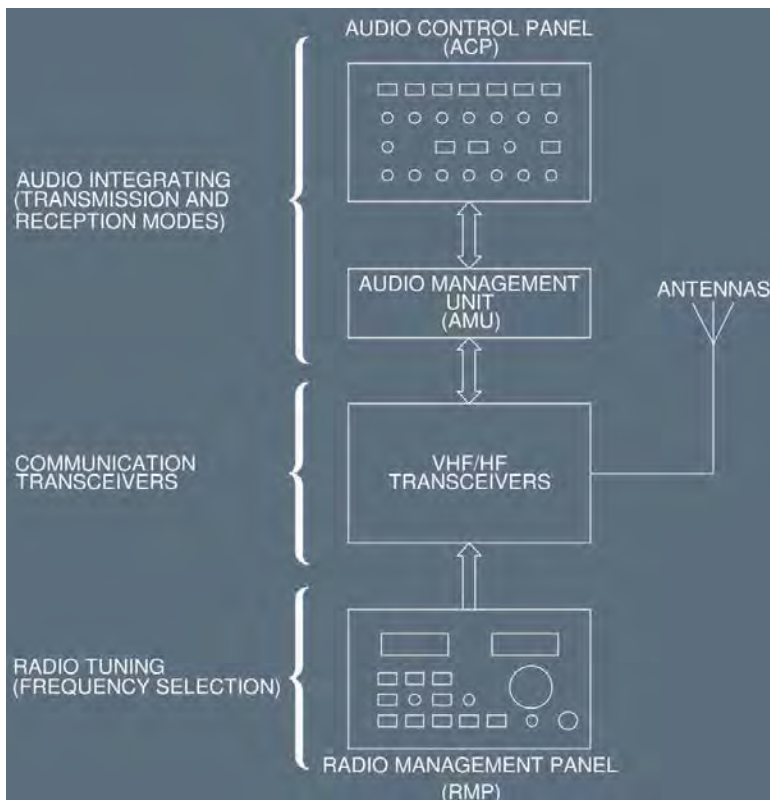 AUDIO CONTROL PANEL
(ACP)
AUDIO INTEGRATING
(TRANSMISSION AND
RECEPTION MODES)
AUDIO MANAGEMENT
UNIT
(AMU)
ANTENNAS
COMMUNICATION
TRANSCEIVERS
VHF/HF
TRANSCEIVERS
RADIO TUNING
(FREQUENCY SELECTION)
RADIO MANAGEMENT PANEL
(RMP)